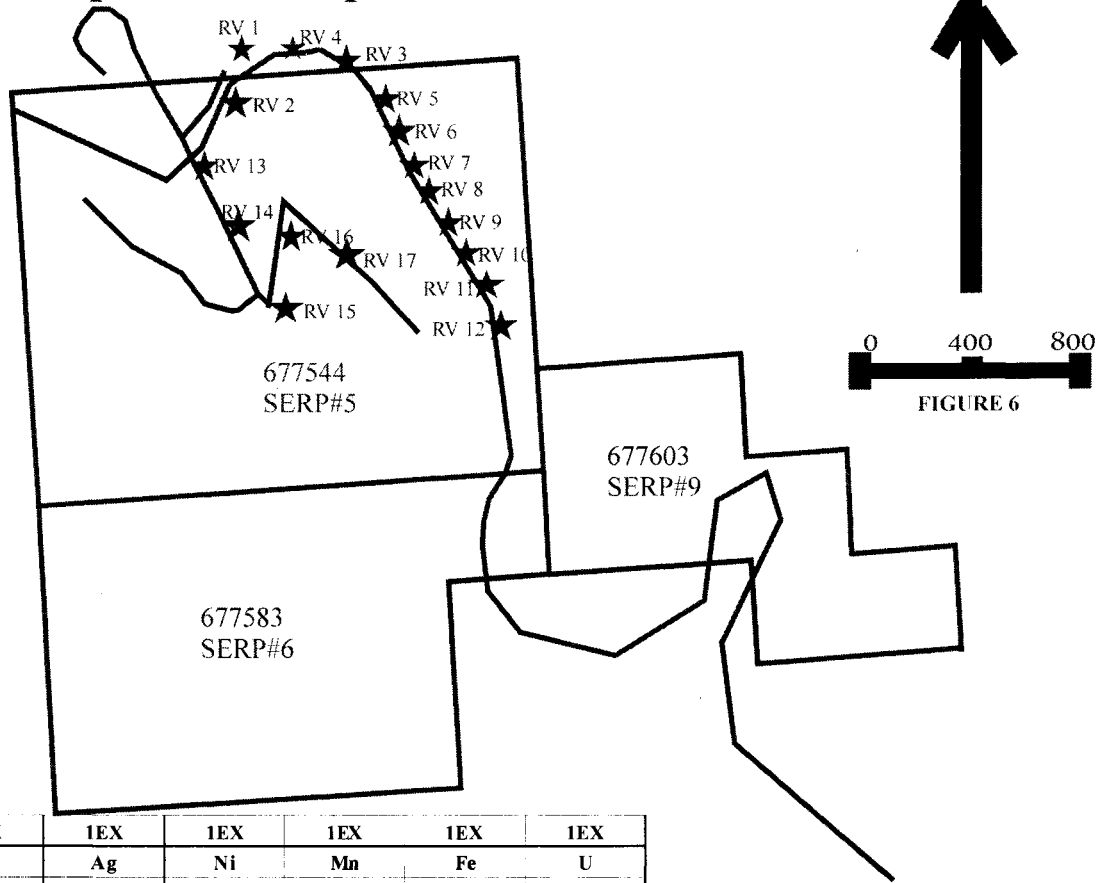 RV 1
RV 4
RV 3
RV 2
RV 5
RV 6
RV 7
RV 13
RV 8
RV 14
RV 9
RV 16
RV 10
RV 17
RV 11
RV 15
RV 12
0 400 800
FIGURE 6
677544
SERP#5
677603
SERP#9
677583
SERP#6
1EX 1EX 1EX 1EX 1EX
Ag Ni Mn Fe U